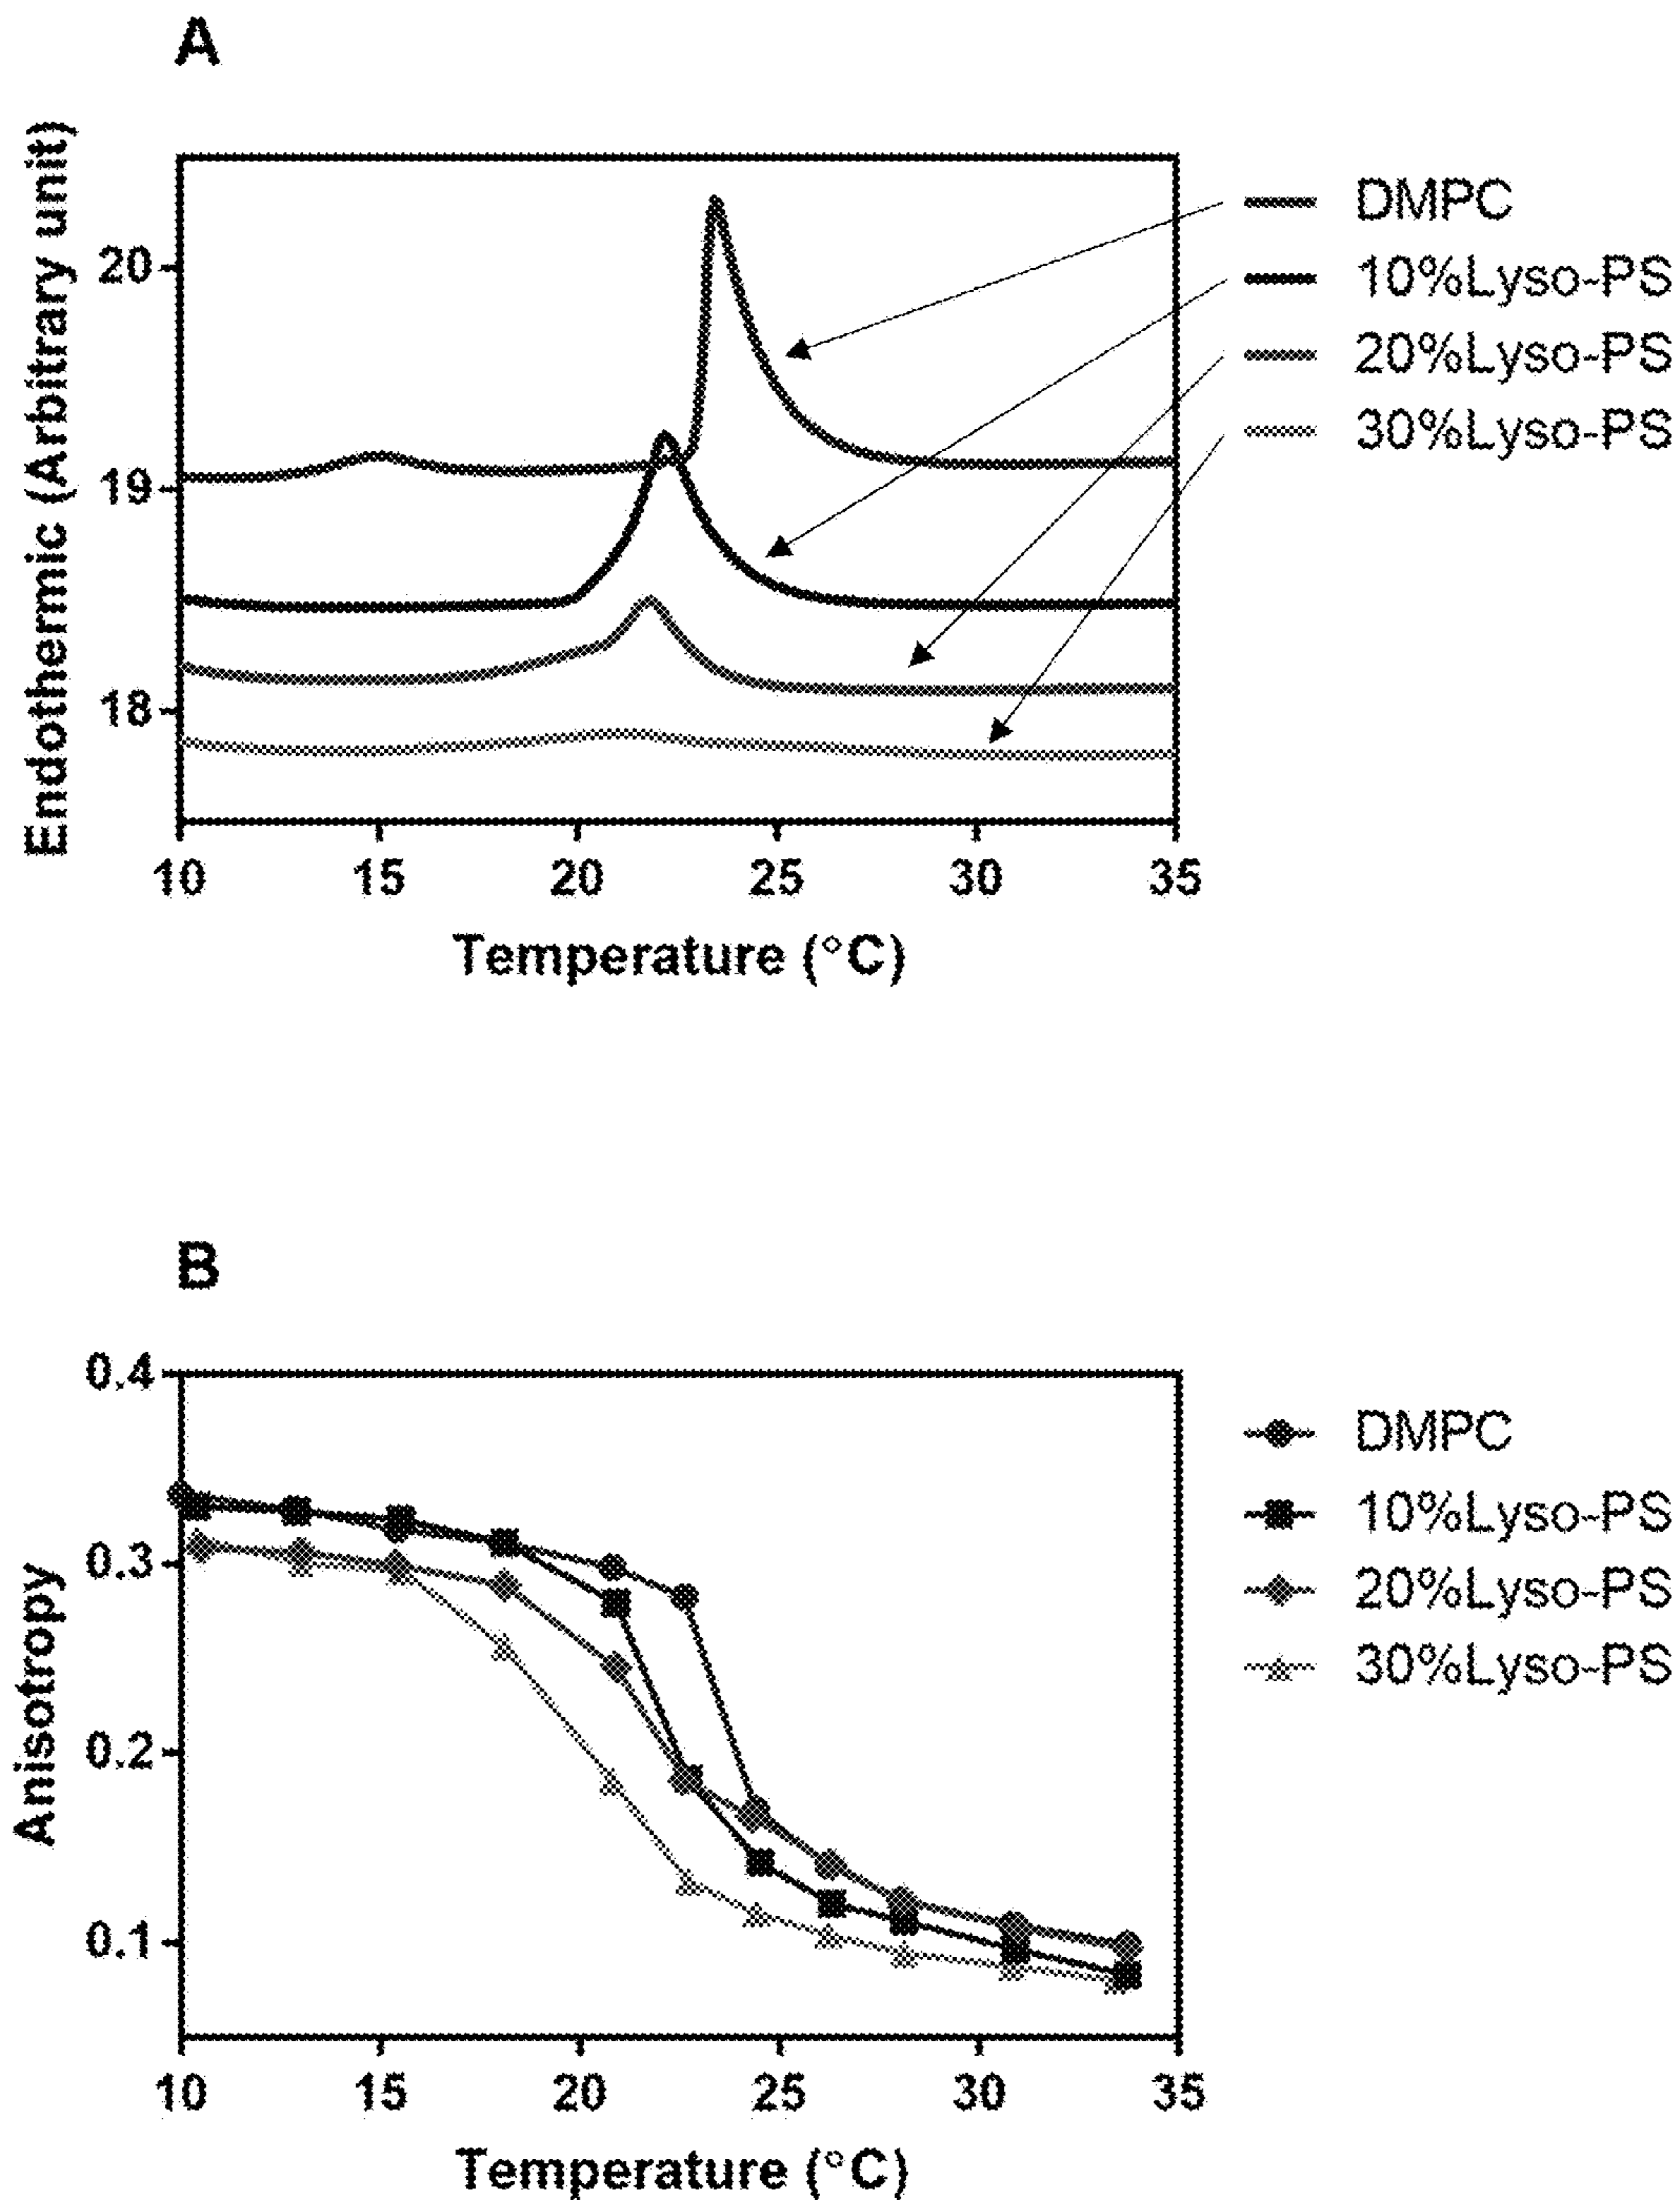 A
Endothermic (Arbitrary unit)
20
19
18
10 15 20 25 30 35
Temperature (°C)
DMPC
10%Lyso-PS
20%Lyso-PS
30%Lyso-PS
B
Anisotropy
0.4
0.3
0.2
0.1
10 15 20 25 30 35
Temperature (°C)
DMPC
10%Lyso-PS
20%Lyso-PS
30%Lyso-PS